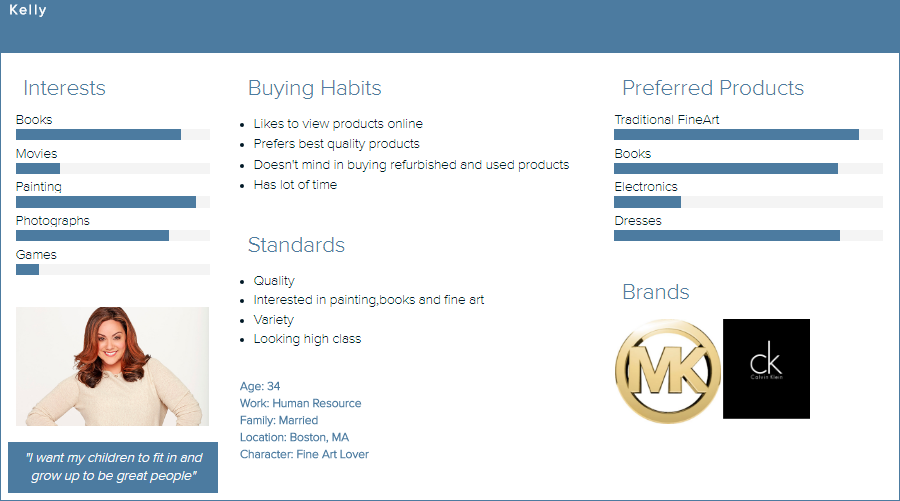 Kelly
Interests
Books
Movies
Painting
Photographs
Games
"I want my children to fit in and
grow up to be great people"
Buying Habits
Likes to view products online
Prefers best quality products
Doesn't mind in buying refurbished and used products
Has lot of time
Standards
Quality
Interested in painting,books and fine art
Variety
Looking high class
Age: 34
Work: Human Resource
Family: Married
Location: Boston, MA
Character: Fine Art Lover
Preferred Products
Traditional FineArt
Books
Electronics
Dresses
Brands
MK
ck
Calvin Klein